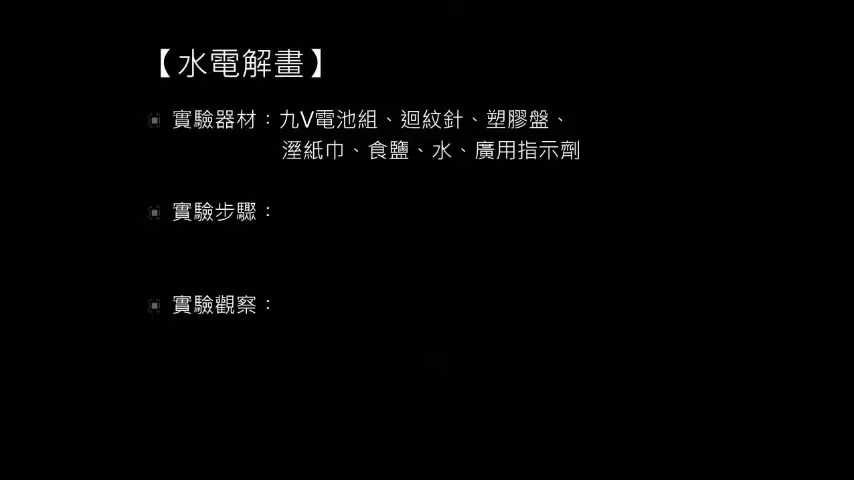 【水電解畫】
實驗器材：九V電池組、迴紋針、塑膠盤、
溼紙巾、食鹽、水、廣用指示劑
實驗步驟：
實驗觀察：